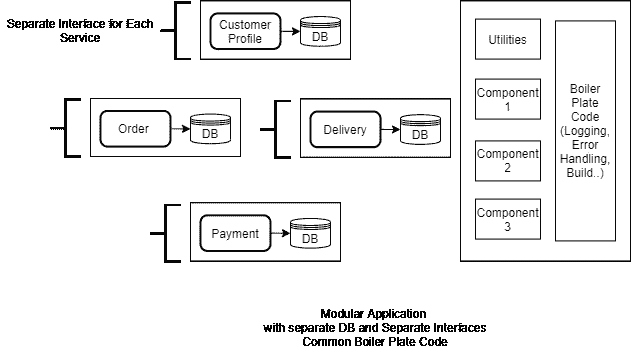 Separate Interface for Each
Service
Customer
Profile
DB
Order
DB
Delivery
DB
Payment
DB
Utilities
Component
1
Component
2
Component
3
Boiler
Plate
Code
(Logging,
Error
Handling,
Build..)
Modular Application
with separate DB and Separate Interfaces
Common Boiler Plate Code